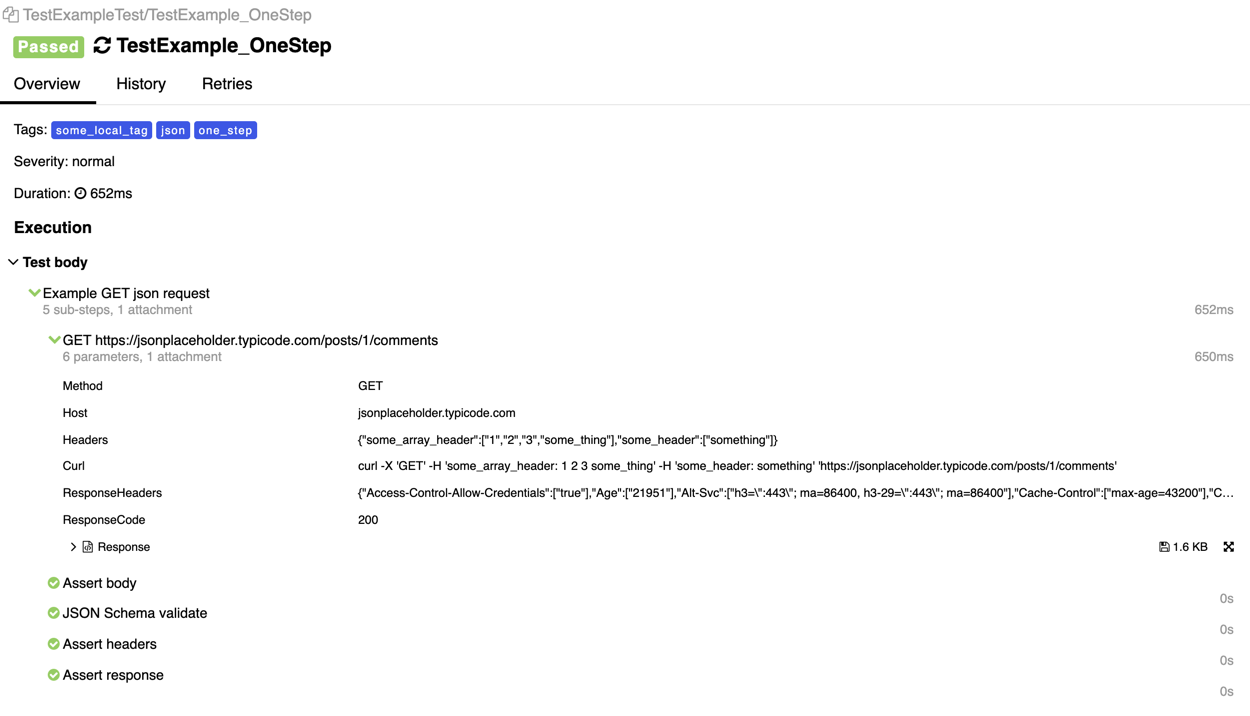 TestExampleTest/TestExample_OneStep
Passed TestExample_OneStep
Overview History Retries
Tags: some_local_tag json one_step
Severity: normal
Duration: 652ms
Execution
Test body
Example GET json request
5 sub-steps, 1 attachment 652ms
GET https://jsonplaceholder.typicode.com/posts/1/comments
6 parameters, 1 attachment 650ms
Method GET
Host jsonplaceholder.typicode.com
Headers {"some_array_header":["1","2","3","some_thing"],"some_header":["something"]}
Curl curl -X 'GET' -H 'some_array_header: 1 2 3 some_thing' -H 'some_header: something' 'https://jsonplaceholder.typicode.com/posts/1/comments'
ResponseHeaders {"Access-Control-Allow-Credentials":["true"],"Age":["21951"],"Alt-Svc":["h3=\":443\"; ma=86400, h3-29=\":443\"; ma=86400"],"Cache-Control":["max-age=43200"],"C...
ResponseCode 200
Response 1.6 KB
Assert body
0s
JSON Schema validate
0s
Assert headers
0s
Assert response
0s